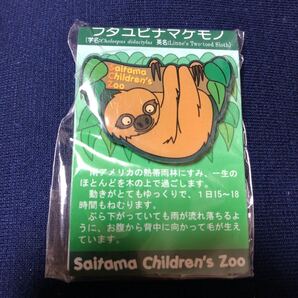 フタユビナマケモノ
(学名:Choloepus didactylus 英名:Linne's Two-toed Sloth)
Saitama
Children's
Zoo
南アメリカの熱帯雨林にすみ、一生の
ほとんどを木の上で過ごします。
動きがとてもゆっくりで、1日15～18
時間もねむります。
ぶら下がっていても雨が流れ落ちるよ
うに、お腹から背中に向かって毛が生え
ています。
Saitama Children's Zoo